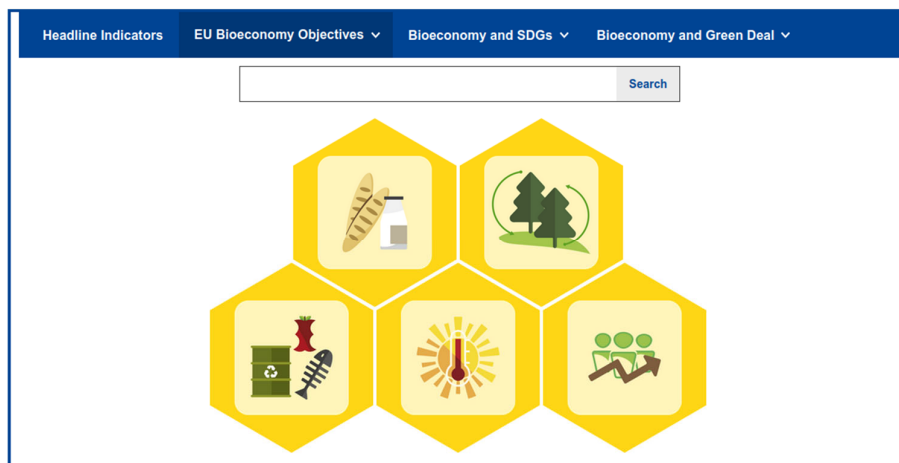 Headline Indicators EU Bioeconomy Objectives Bioeconomy and SDGs Bioeconomy and Green Deal
Search